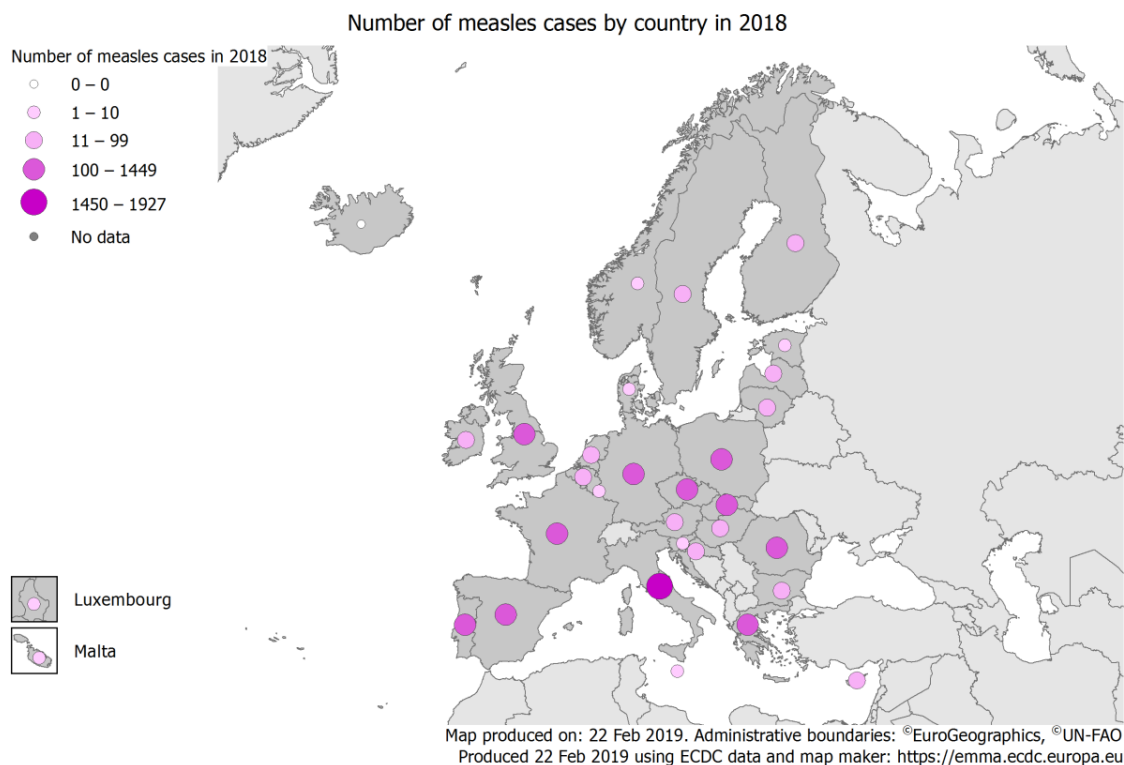 Number of measles cases by country in 2018
Number of measles cases in 2018
0 – 0
1 – 10
11 – 99
100 – 1449
1450 – 1927
No data
Luxembourg
Malta
Map produced on: 22 Feb 2019. Administrative boundaries: ©EuroGeographics, ©UN-FAO
Produced 22 Feb 2019 using ECDC data and map maker: https://emma.ecdc.europa.eu